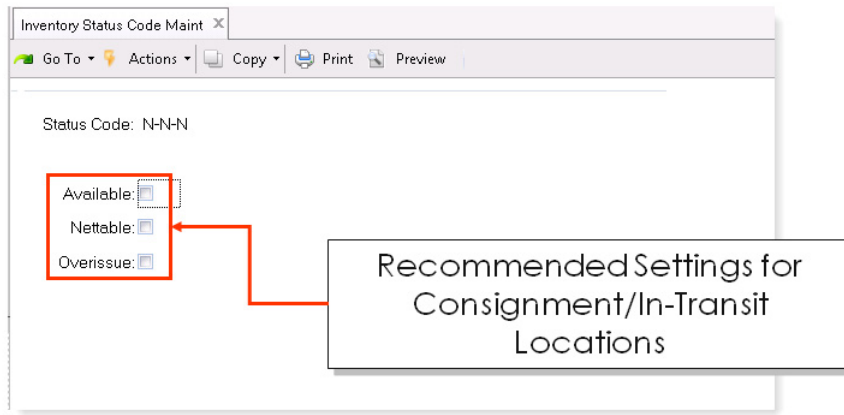 Inventory Status Code Maint X
Go To Actions Copy Print Preview
Status Code: N-N-N
Available:
Nettable:
Overissue:
Recommended Settings for
Consignment/In-Transit
Locations